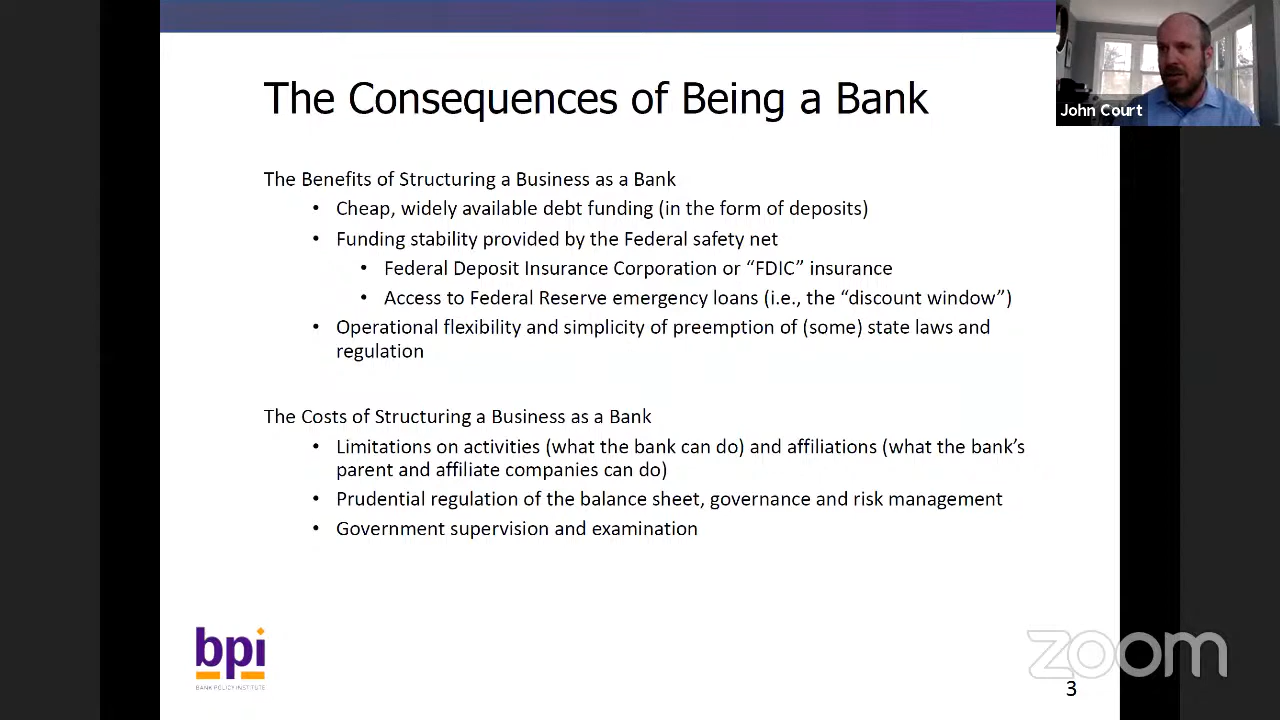 The Consequences of Being a Bank
John Court
The Benefits of Structuring a Business as a Bank
• Cheap, widely available debt funding (in the form of deposits)
• Funding stability provided by the Federal safety net
• Federal Deposit Insurance Corporation or “FDIC” insurance
• Access to Federal Reserve emergency loans (i.e., the “discount window”)
• Operational flexibility and simplicity of preemption of (some) state laws and
regulation
The Costs of Structuring a Business as a Bank
• Limitations on activities (what the bank can do) and affiliations (what the bank’s
parent and affiliate companies can do)
• Prudential regulation of the balance sheet, governance and risk management
• Government supervision and examination
bpi
BANK POLICY INSTITUTE
zoom
3